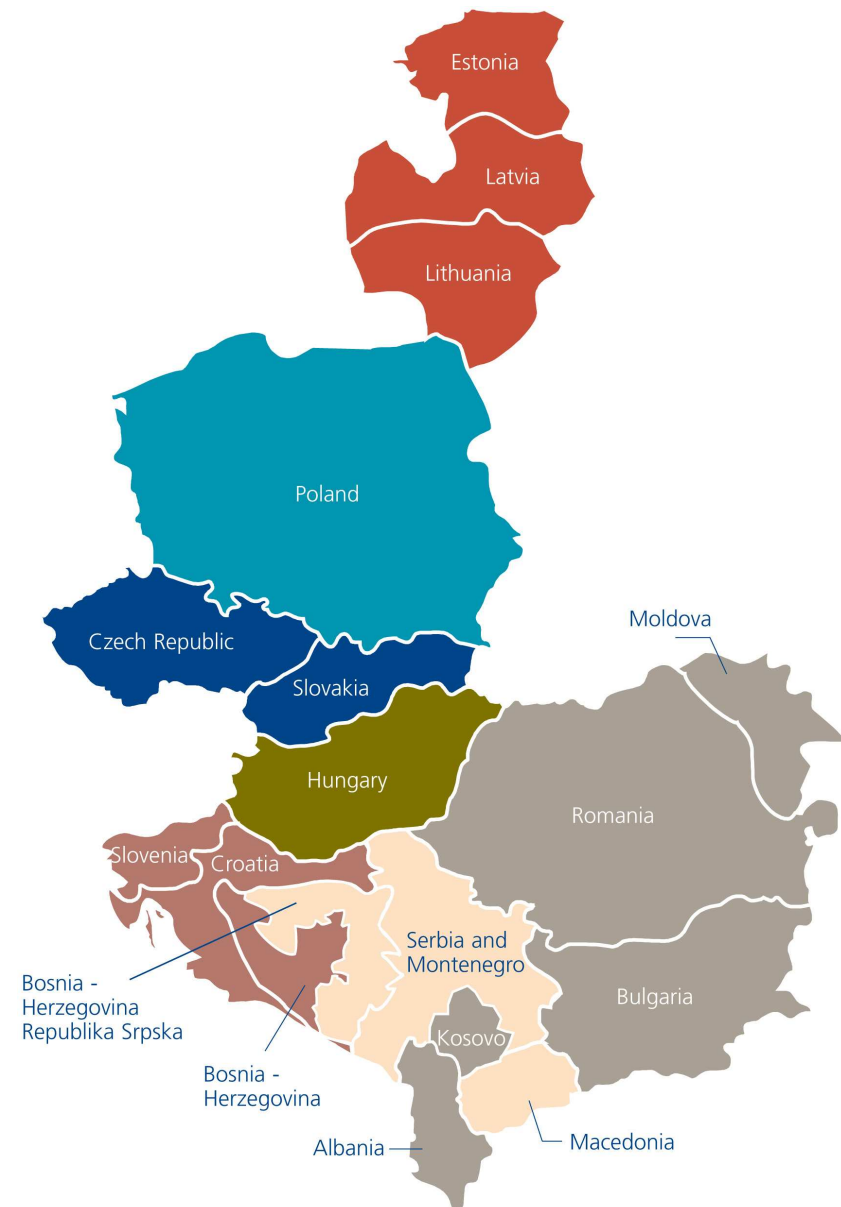 Estonia
Latvia
Lithuania
Poland
Czech Republic
Moldova
Slovakia
Hungary
Romania
Slovenia
Croatia
Serbia and
Montenegro
Bosnia -
Herzegovina
Republika Srpska
Bulgaria
Kosovo
Bosnia -
Herzegovina
Albania
Macedonia